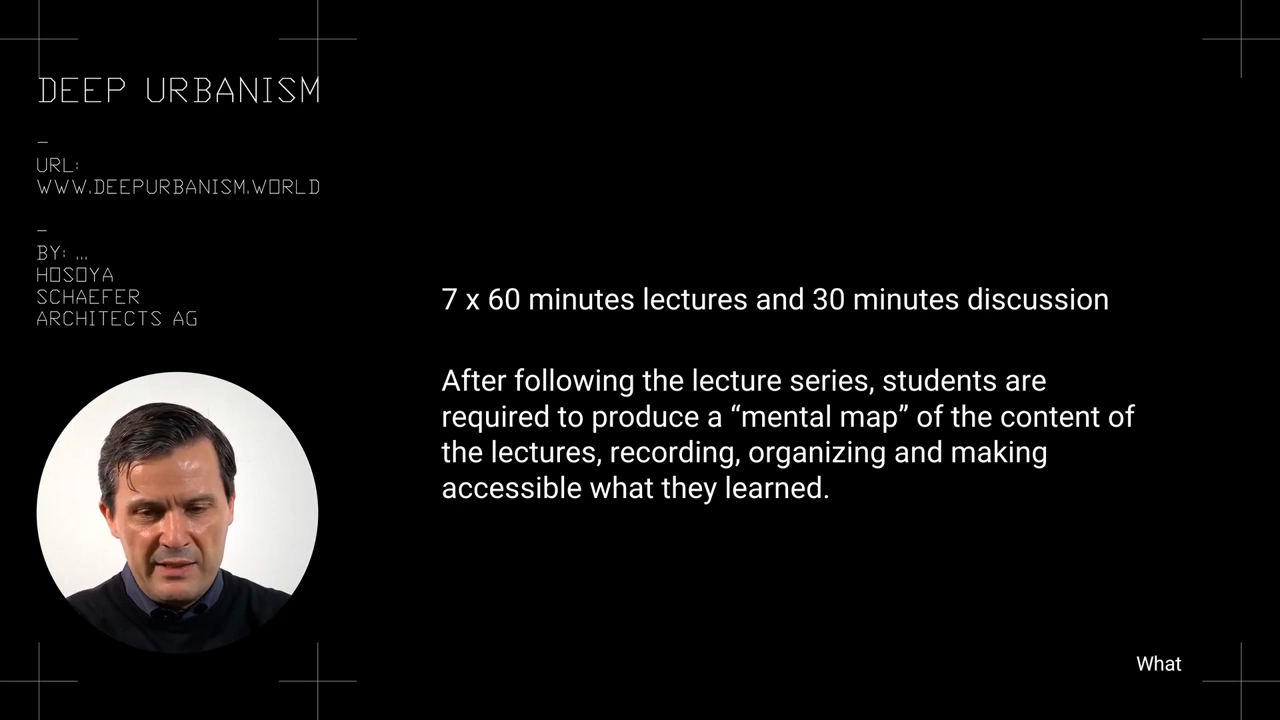 DEEP URBANISM
–
URL:
WWW.DEEPURBANISM.WORLD
–
BY: ...
HOSOYA
SCHAEFER
ARCHITECTS AG
7 x 60 minutes lectures and 30 minutes discussion
After following the lecture series, students are
required to produce a “mental map” of the content of
the lectures, recording, organizing and making
accessible what they learned.
What